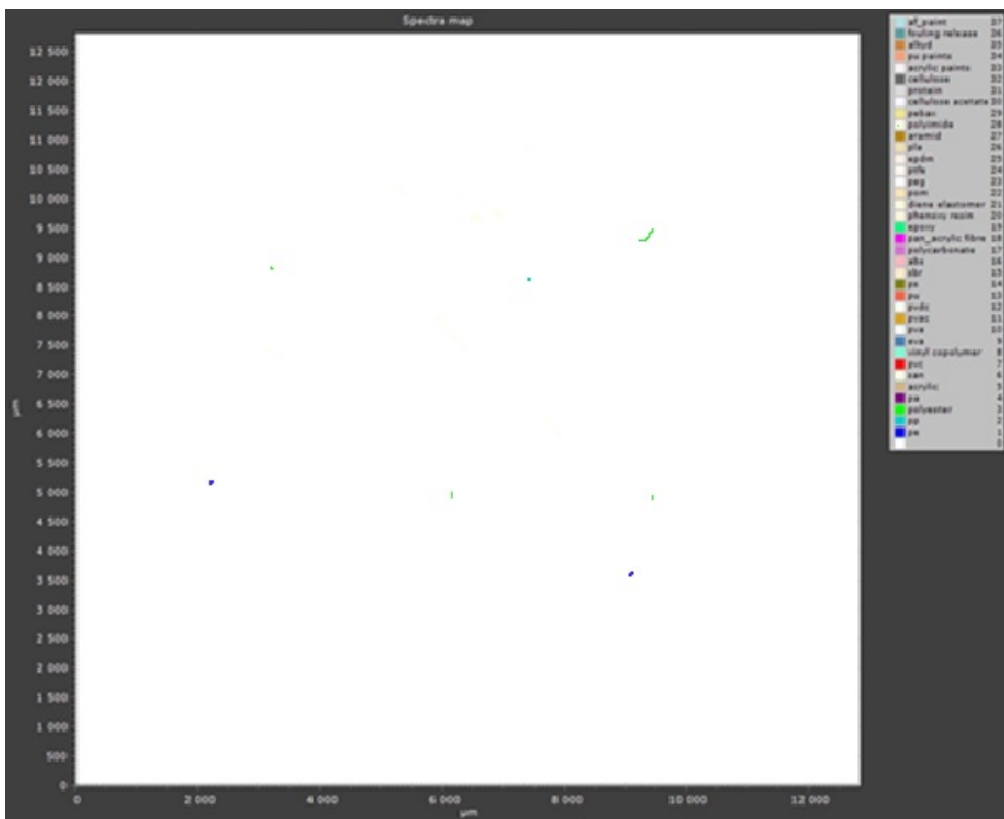 Spectra map
12 500
12 000
11 500
11 000
10 500
10 000
9 500
9 000
8 500
8 000
7 500
7 000
6 500
6 000
5 500
5 000
4 500
4 000
3 500
3 000
2 500
2 000
1 500
1 000
500
0
µm
0 2 000 4 000 6 000 8 000 10 000 12 000
µm
af_paint 37
fouling release 36
alkyd 35
pu paints 34
acrylic paints 33
cellulose 32
protein 31
cellulose acetate 30
pebax 29
polyimide 28
aramid 27
pla 26
epdm 25
ptfe 24
peg 23
pom 22
diene elastomer 21
phenoxy resin 20
epoxy 19
pan_acrylic fibre 18
polycarbonate 17
abs 16
sbr 15
ps 14
pu 13
pvdc 12
pvac 11
pva 10
eva 9
vinyl copolymer 8
pvc 7
san 6
acrylic 5
pa 4
polyester 3
pp 2
pe 1
0